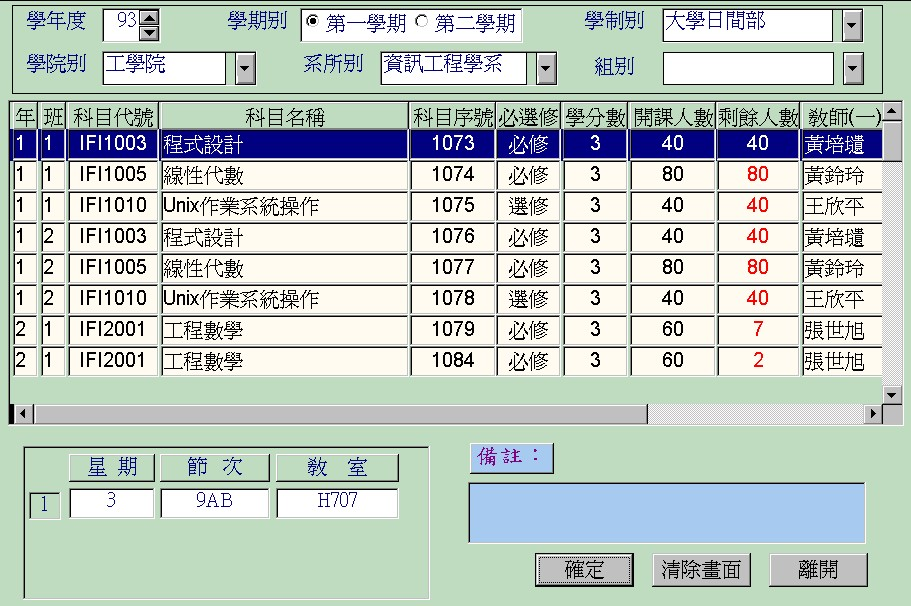 學年度 93 學期別 第一學期 第二學期 學制別 大學日間部
學院別 工學院 系所別 資訊工程學系 組別
年 班 科目代號 科目名稱 科目序號 必選修 學分數 開課人數 剩餘人數 教師(一)
1 1 IFI1003 程式設計 1073 必修 3 40 40 黃培壝
1 1 IFI1005 線性代數 1074 必修 3 80 80 黃鈴玲
1 1 IFI1010 Unix作業系統操作 1075 選修 3 40 40 王欣平
1 2 IFI1003 程式設計 1076 必修 3 40 40 黃培壝
1 2 IFI1005 線性代數 1077 必修 3 80 80 黃鈴玲
1 2 IFI1010 Unix作業系統操作 1078 選修 3 40 40 王欣平
2 1 IFI2001 工程數學 1079 必修 3 60 7 張世旭
2 1 IFI2001 工程數學 1084 必修 3 60 2 張世旭
星 期 節 次 教 室
1 3 9AB H707
備註：
確定 清除畫面 離開